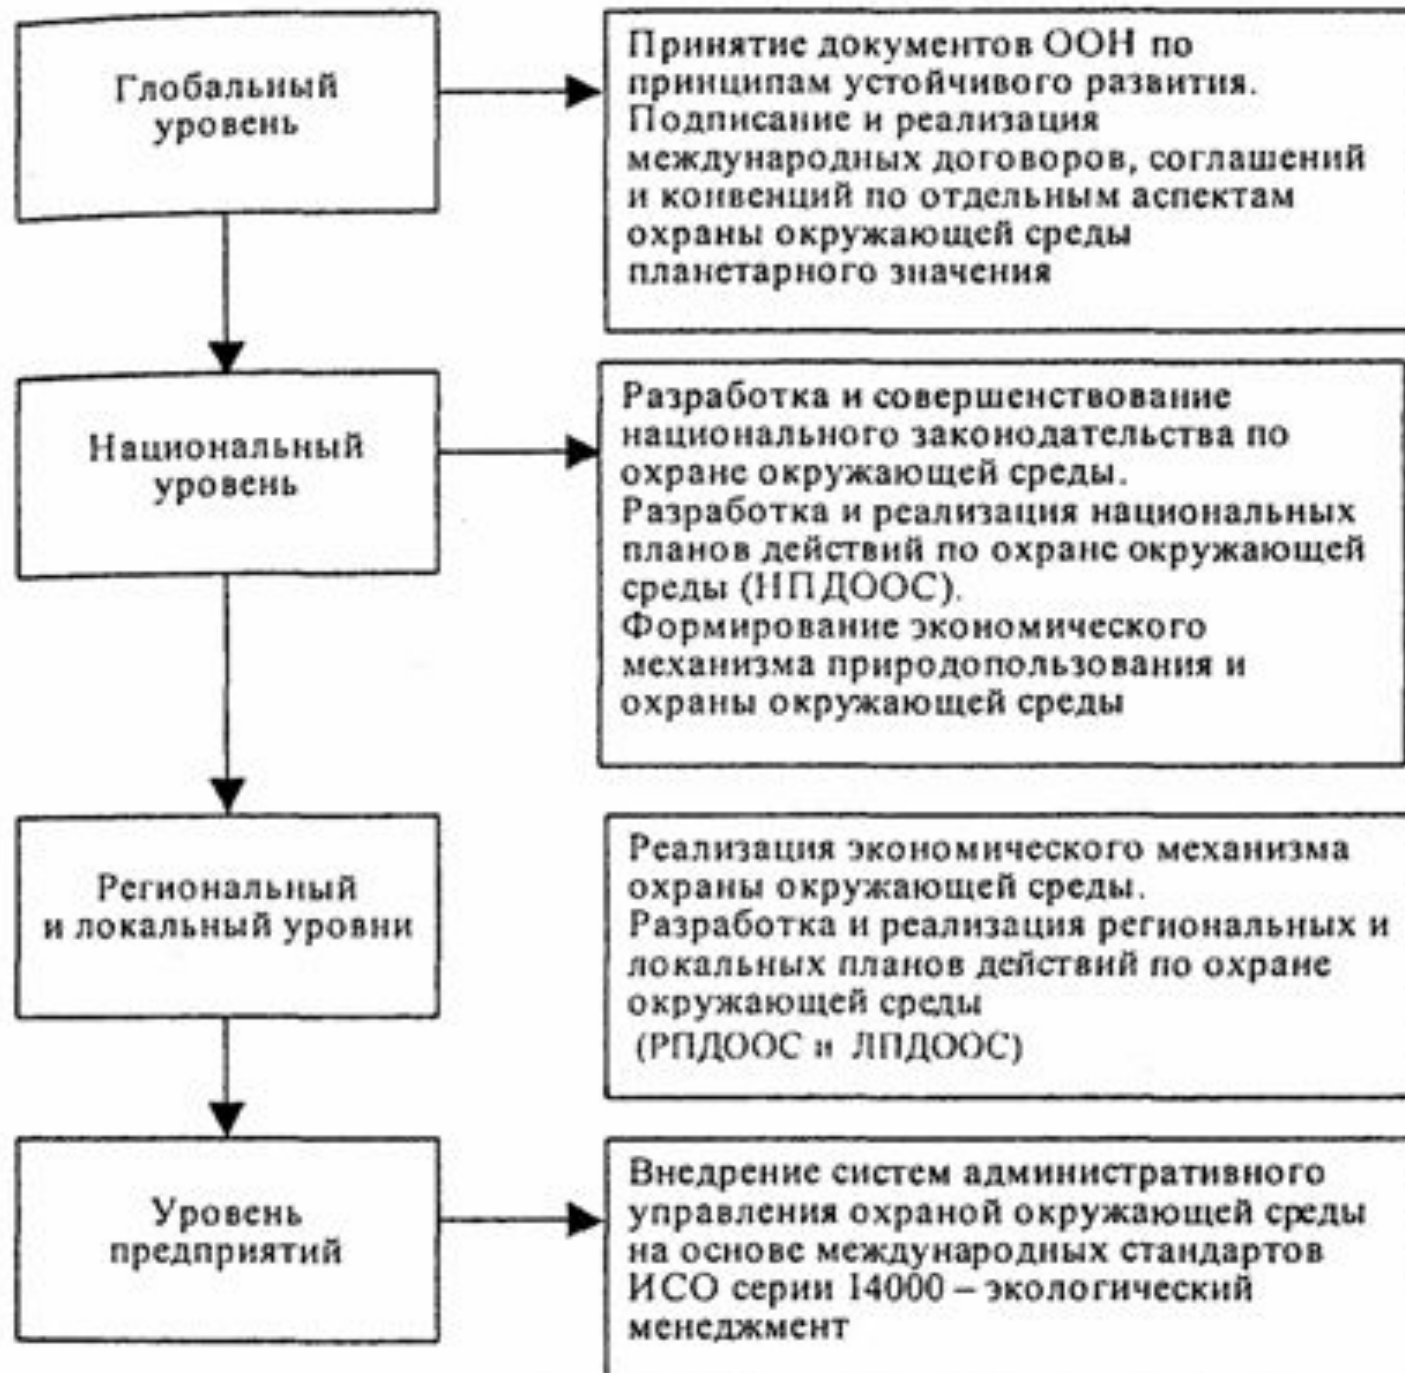 Глобальный
уровень
Принятие документов ООН по
принципам устойчивого развития.
Подписание и реализация
международных договоров, соглашений
и конвенций по отдельным аспектам
охраны окружающей среды
планетарного значения
Национальный
уровень
Разработка и совершенствование
национального законодательства по
охране окружающей среды.
Разработка и реализация национальных
планов действий по охране окружающей
среды (НПДООС).
Формирование экономического
механизма природопользования и
охраны окружающей среды
Региональный
и локальный уровни
Реализация экономического механизма
охраны окружающей среды.
Разработка и реализация региональных и
локальных планов действий по охране
окружающей среды
(РПДООС и ЛПДООС)
Уровень
предприятий
Внедрение систем административного
управления охраной окружающей среды
на основе международных стандартов
ИСО серии 14000 – экологический
менеджмент